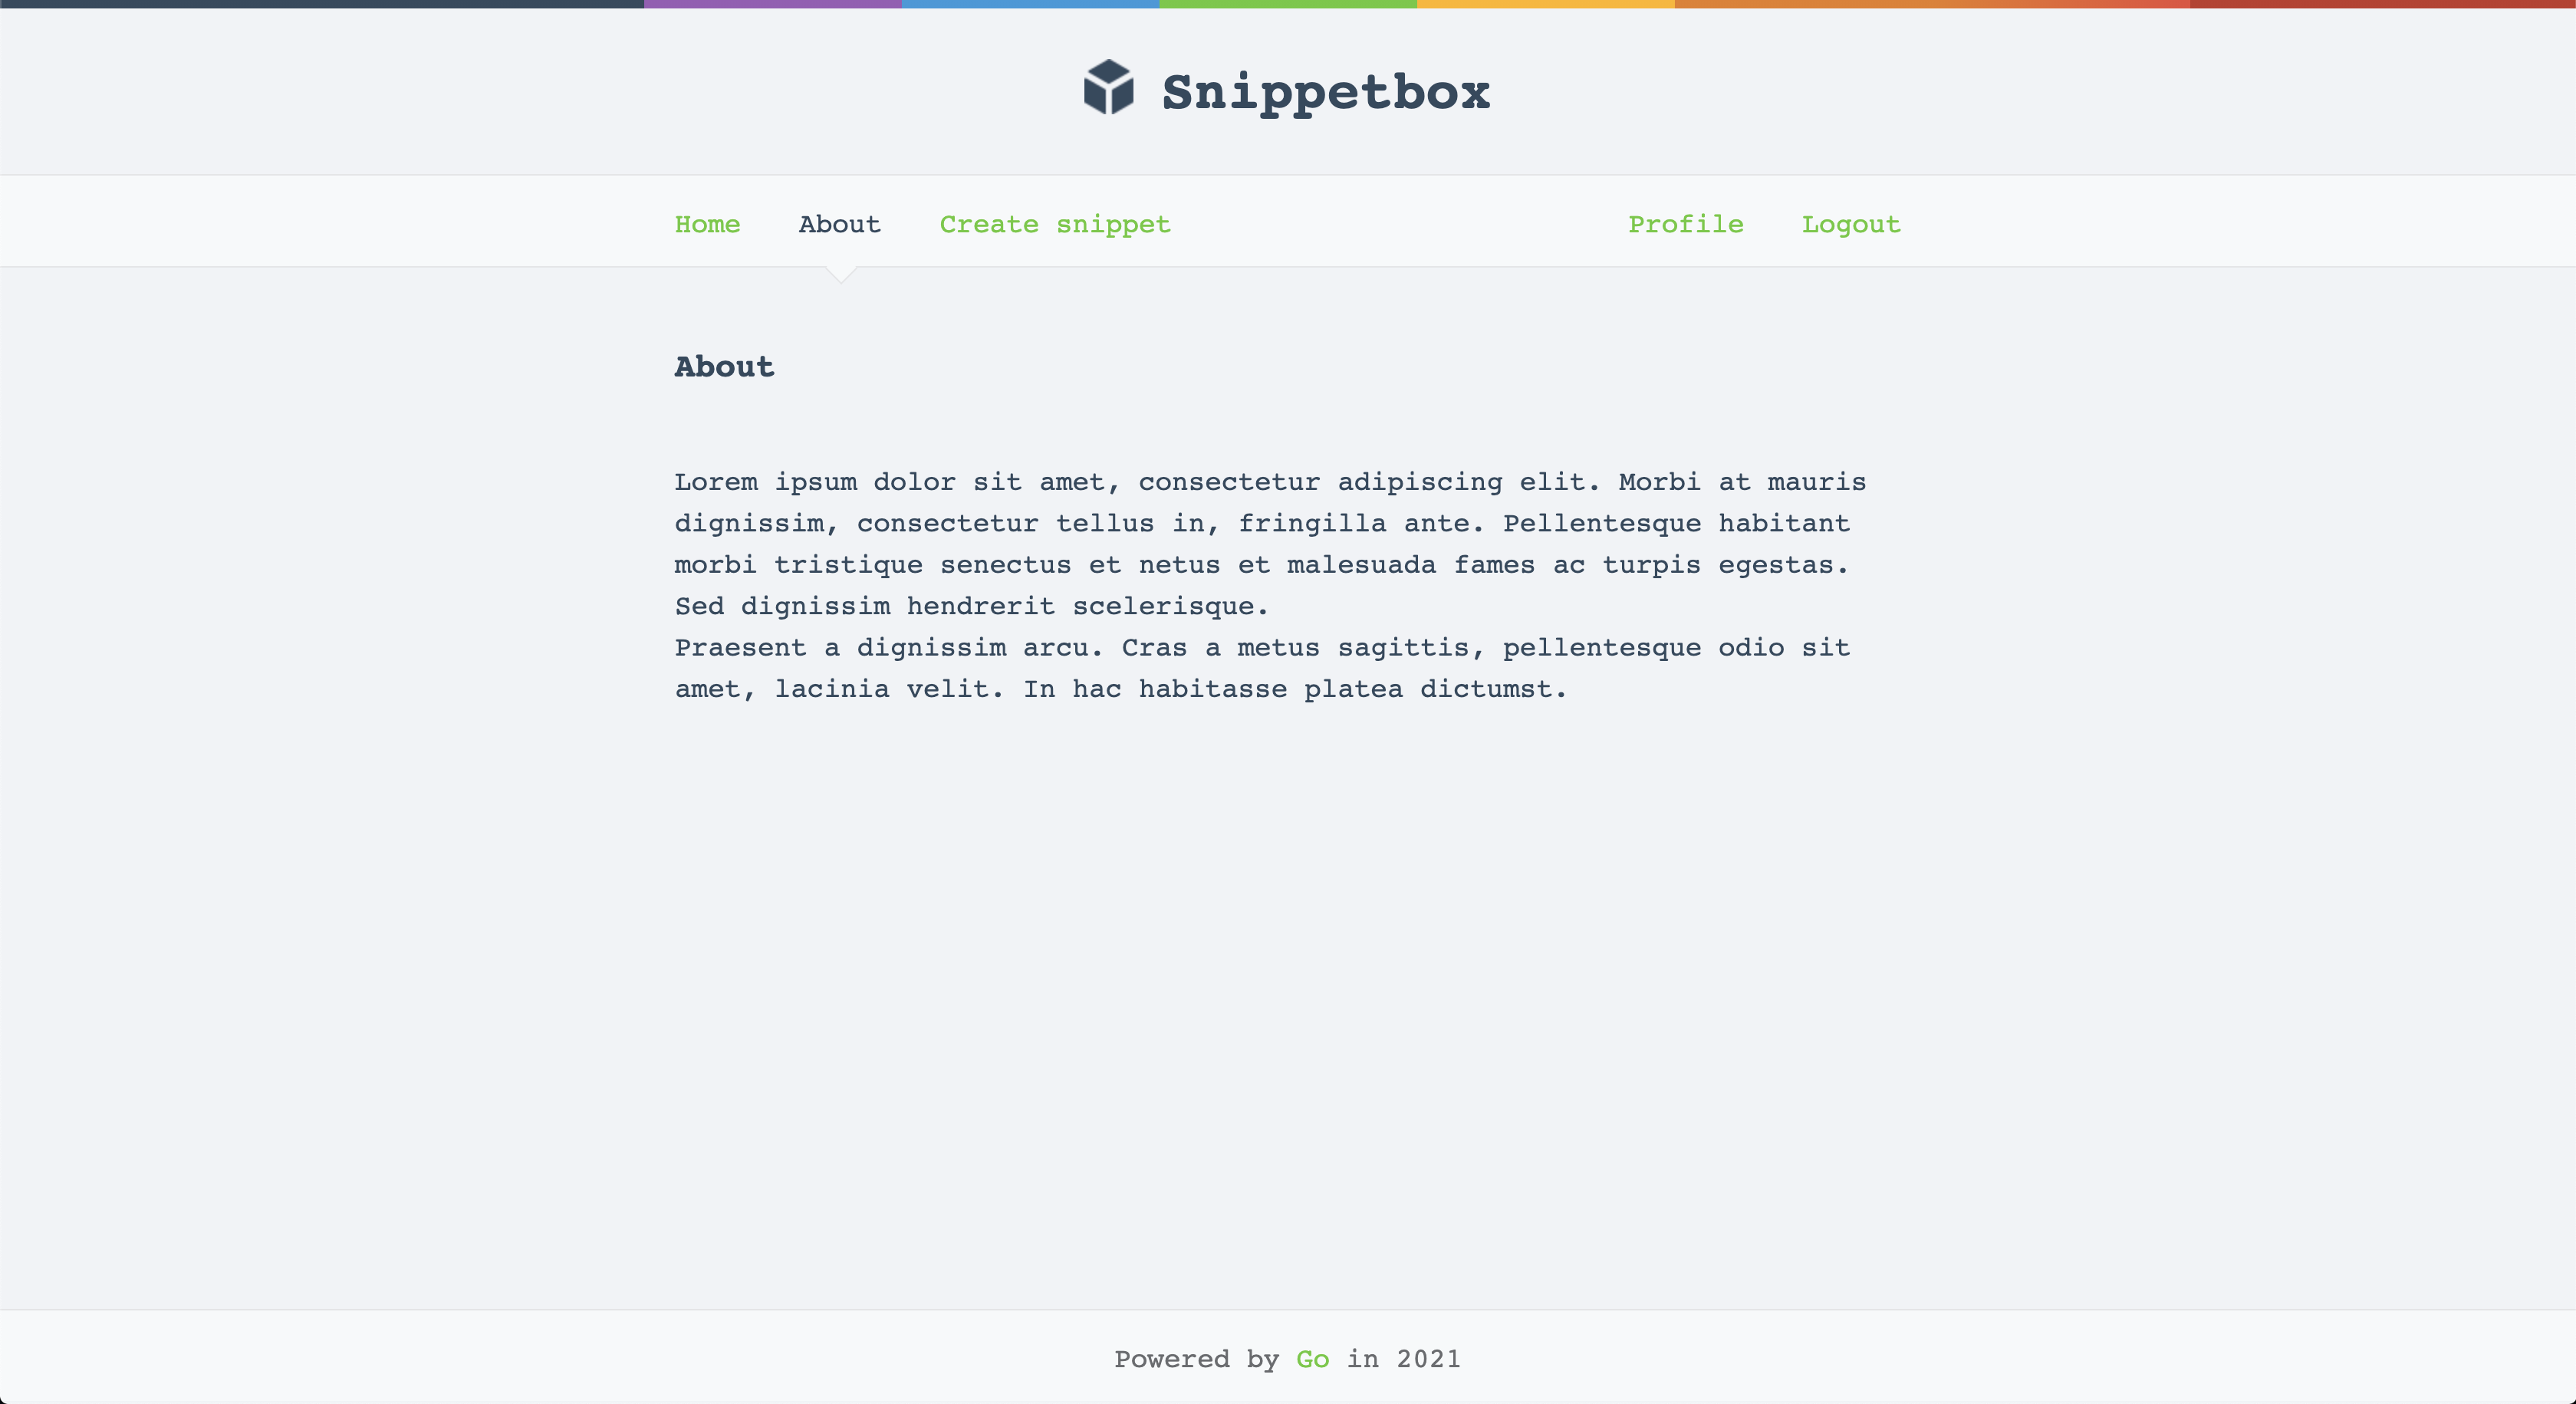 Snippetbox
Home About Create snippet Profile Logout
About
Lorem ipsum dolor sit amet, consectetur adipiscing elit. Morbi at mauris
dignissim, consectetur tellus in, fringilla ante. Pellentesque habitant
morbi tristique senectus et netus et malesuada fames ac turpis egestas.
Sed dignissim hendrerit scelerisque.
Praesent a dignissim arcu. Cras a metus sagittis, pellentesque odio sit
amet, lacinia velit. In hac habitasse platea dictumst.
Powered by Go in 2021